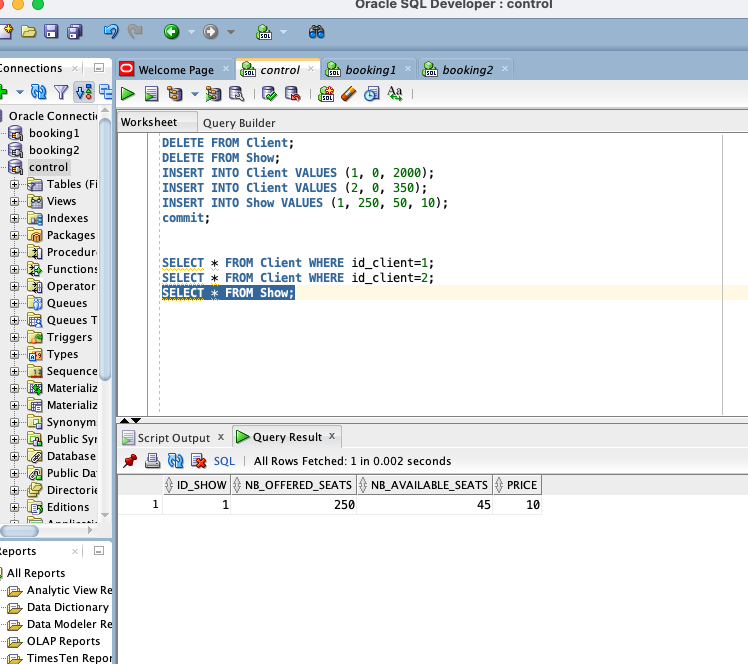 Oracle SQL Developer : control
Connections
Welcome Page
control
booking1
booking2
Oracle Connecti
booking1
booking2
control
Tables (Fi
Views
Indexes
Packages
Procedur
Functions
Operator
Queues
Queues T
Triggers
Types
Sequence
Materializ
Materializ
Synonym
Public Syr
Database
Public Da
Directorie
Editions
Worksheet
Query Builder
DELETE FROM Client;
DELETE FROM Show;
INSERT INTO Client VALUES (1, 0, 2000);
INSERT INTO Client VALUES (2, 0, 350);
INSERT INTO Show VALUES (1, 250, 50, 10);
commit;
SELECT * FROM Client WHERE id_client=1;
SELECT * FROM Client WHERE id_client=2;
SELECT * FROM Show;
Script Output x
Query Result x
SQL | All Rows Fetched: 1 in 0.002 seconds
ID_SHOW NB_OFFERED_SEATS NB_AVAILABLE_SEATS PRICE
1 1 250 45 10
Reports
All Reports
Analytic View Re
Data Dictionary
Data Modeler Re
OLAP Reports
TimesTen Repor